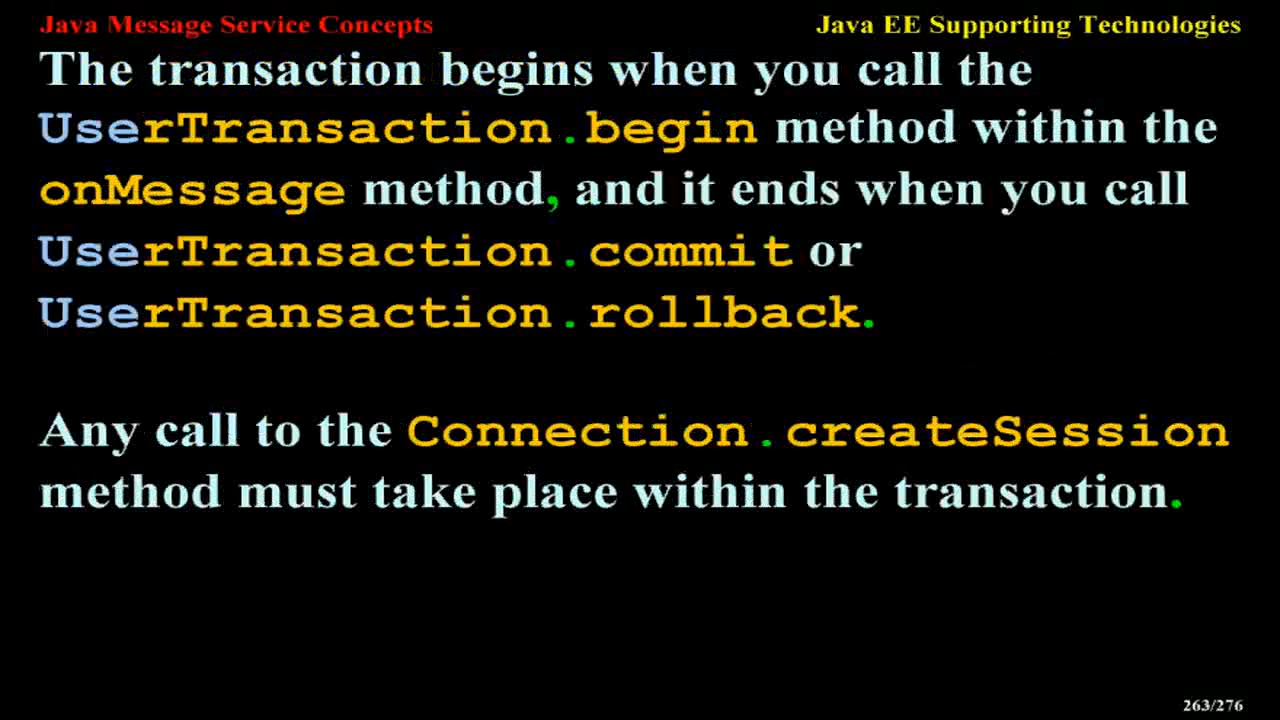 Java Message Service Concepts
Java EE Supporting Technologies
The transaction begins when you call the
UserTransaction.begin method within the
onMessage method, and it ends when you call
UserTransaction.commit or
UserTransaction.rollback.
Any call to the Connection.createSession
method must take place within the transaction.
263/276